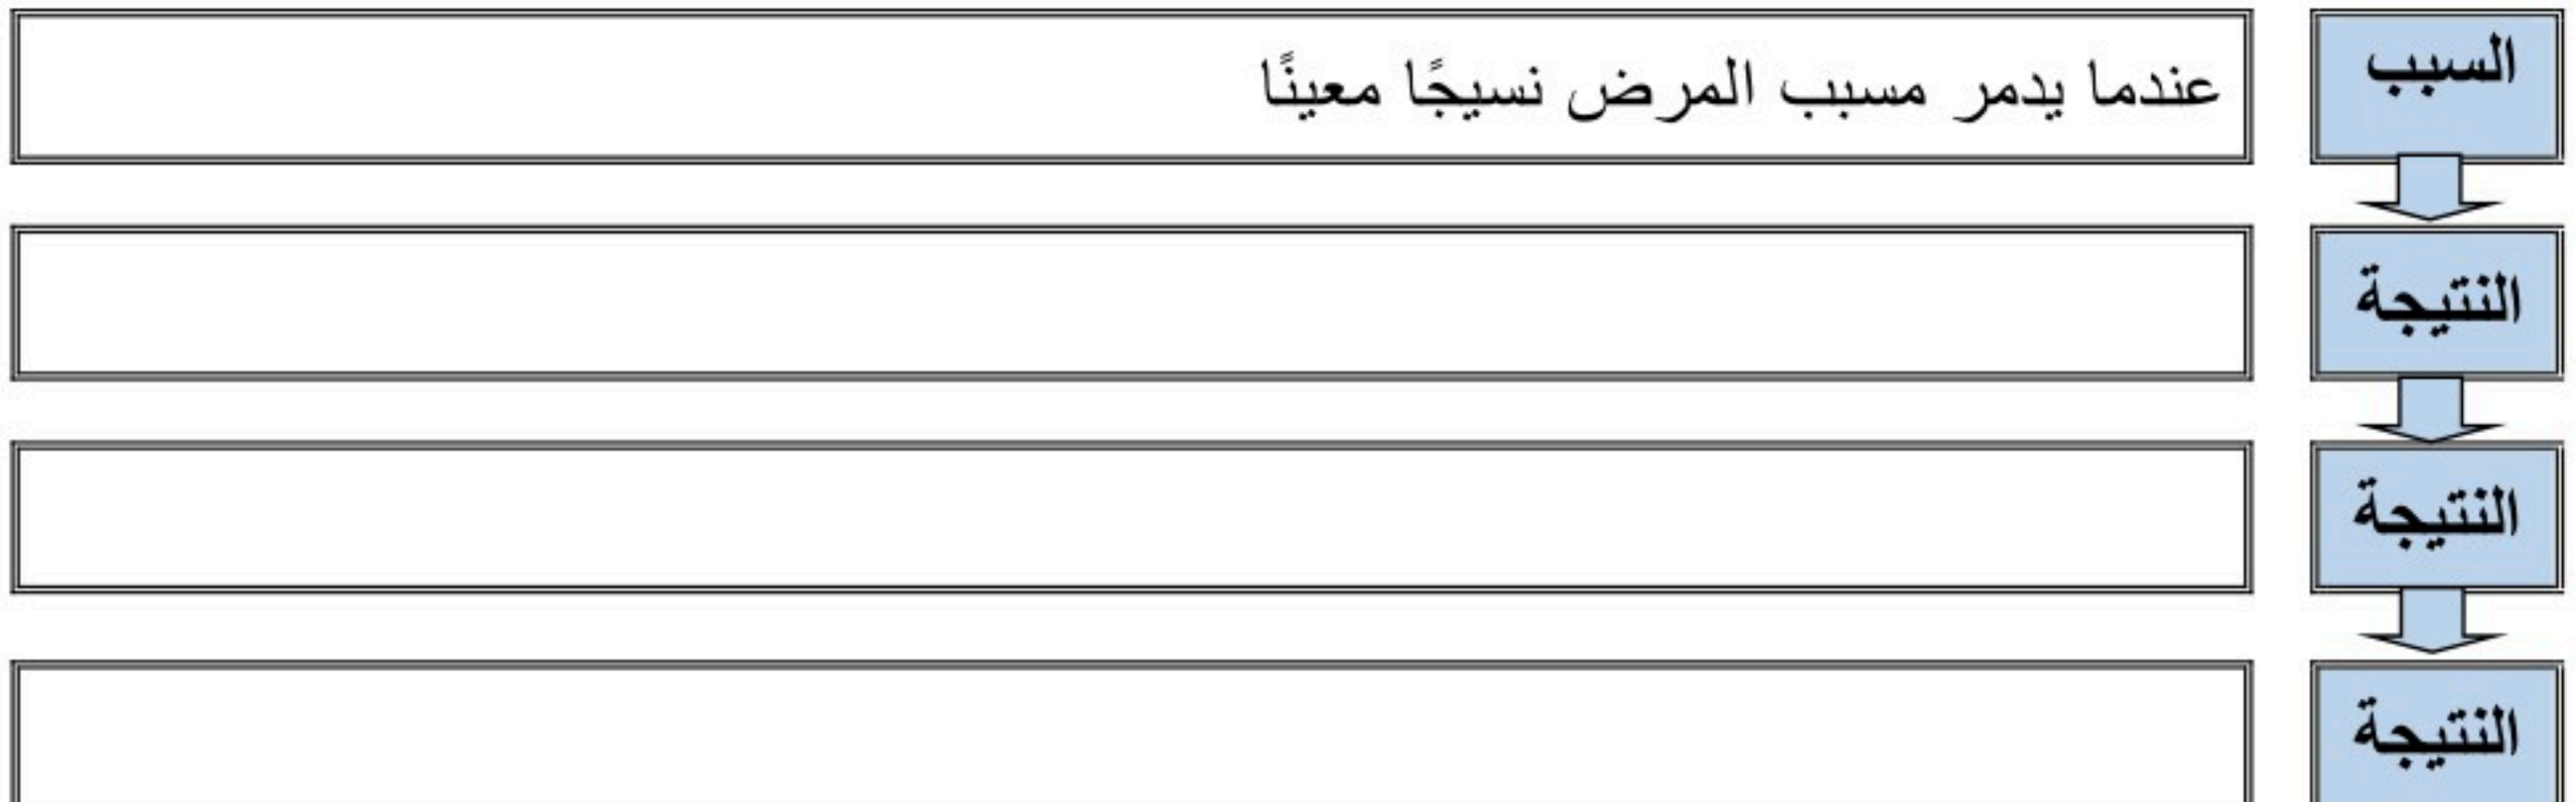 السبب
عندما يدمر مسبب المرض نسيجًا معينًا
النتيجة
النتيجة
النتيجة